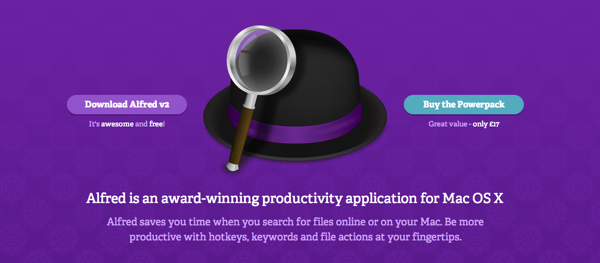 Download Alfred v2
It's awesome and free!
Buy the Powerpack
Great value - only £17
Alfred is an award-winning productivity application for Mac OS X
Alfred saves you time when you search for files online or on your Mac. Be more
productive with hotkeys, keywords and file actions at your fingertips.